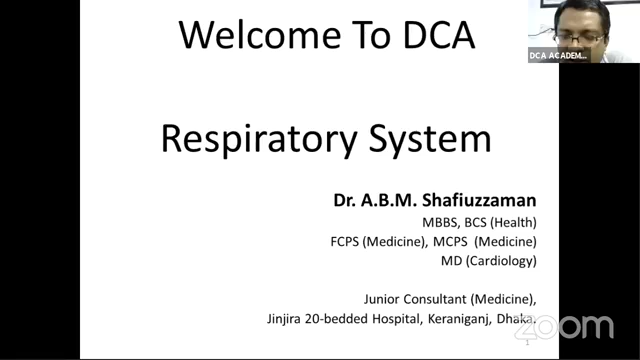 Welcome To DCA
DCA ACADEM...
Respiratory System
Dr. A.B.M. Shafiuzzaman
MBBS, BCS (Health)
FCPS (Medicine), MCPS (Medicine)
MD (Cardiology)
Junior Consultant (Medicine),
Jinjira 20-bedded Hospital, Keraniganj, Dhaka.
zoom
1